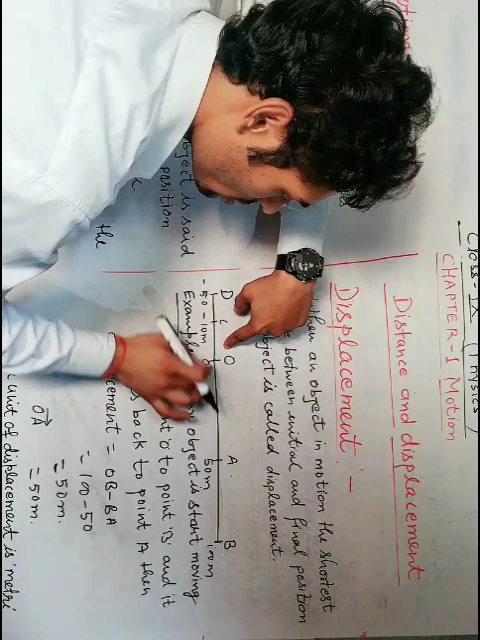 Class-IX (Physics)
CHAPTER-1 Motion
Distance and displacement
Displacement :-
When an object in motion the shortest
between initial and final position
object is called displacement.
D C O A B
-50 -10m 0 50m 100m
Example object is start moving
'O' to point 'B' and it
back to point A then
= OB-BA
= 100-50
= 50m.
OA = 50m.
unit of displacement is 'metre'
object is said
position
the